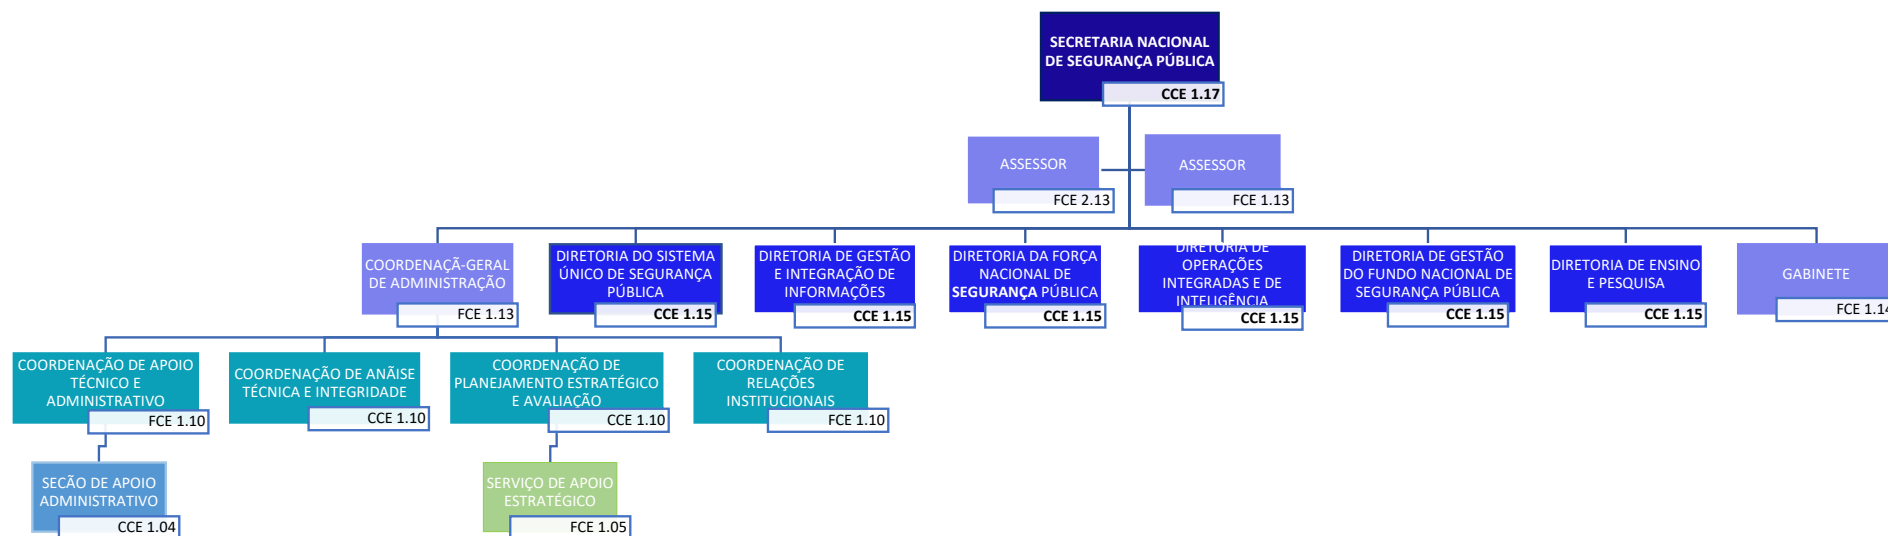 SECRETARIA NACIONAL
DE SEGURANÇA PÚBLICA
CCE 1.17
ASSESSOR
FCE 2.13
ASSESSOR
FCE 1.13
COORDENAÇÃ-GERAL
DE ADMINISTRAÇÃO
FCE 1.13
DIRETORIA DO SISTEMA
ÚNICO DE SEGURANÇA
PÚBLICA
CCE 1.15
DIRETORIA DE GESTÃO
E INTEGRAÇÃO DE
INFORMAÇÕES
CCE 1.15
DIRETORIA DA FORÇA
NACIONAL DE
SEGURANÇA PÚBLICA
CCE 1.15
DIRETORIA DE
OPERAÇÕES
INTEGRADAS E DE
INTELIGÊNCIA
CCE 1.15
DIRETORIA DE GESTÃO
DO FUNDO NACIONAL DE
SEGURANÇA PÚBLICA
CCE 1.15
DIRETORIA DE ENSINO
E PESQUISA
CCE 1.15
GABINETE
FCE 1.14
COORDENAÇÃO DE APOIO
TÉCNICO E
ADMINISTRATIVO
FCE 1.10
COORDENAÇÃO DE ANÃISE
TÉCNICA E INTEGRIDADE
CCE 1.10
COORDENAÇÃO DE
PLANEJAMENTO ESTRATÉGICO
E AVALIAÇÃO
CCE 1.10
COORDENAÇÃO DE
RELAÇÕES
INSTITUCIONAIS
FCE 1.10
SECÃO DE APOIO
ADMINISTRATIVO
CCE 1.04
SERVIÇO DE APOIO
ESTRATÉGICO
FCE 1.05